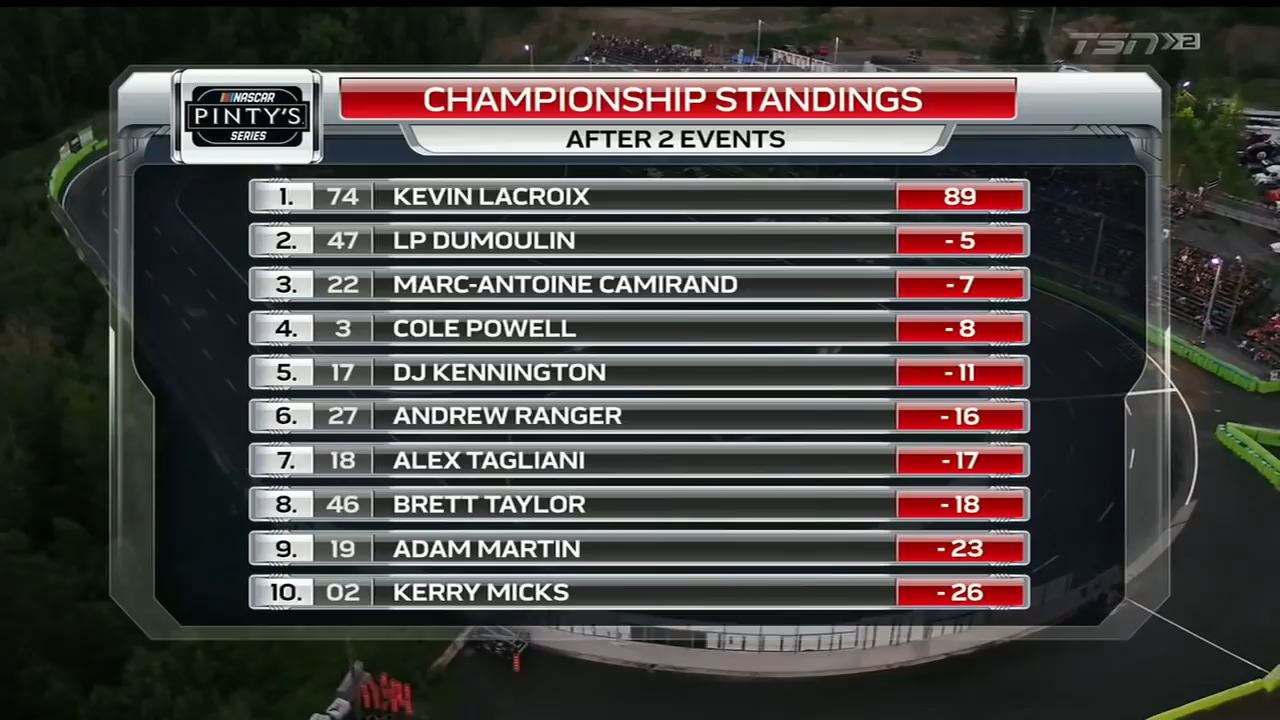 TSN 2
NASCAR
PINTY'S
SERIES
CHAMPIONSHIP STANDINGS
AFTER 2 EVENTS
1. 74 KEVIN LACROIX 89
2. 47 LP DUMOULIN - 5
3. 22 MARC-ANTOINE CAMIRAND - 7
4. 3 COLE POWELL - 8
5. 17 DJ KENNINGTON - 11
6. 27 ANDREW RANGER - 16
7. 18 ALEX TAGLIANI - 17
8. 46 BRETT TAYLOR - 18
9. 19 ADAM MARTIN - 23
10. 02 KERRY MICKS - 26